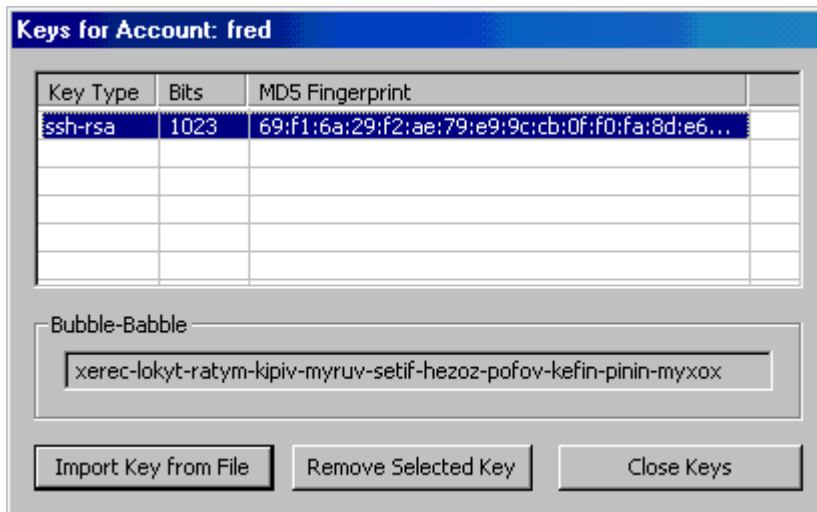 Keys for Account: fred
Key Type Bits MD5 Fingerprint
ssh-rsa 1023 69:f1:6a:29:f2:ae:79:e9:9c:cb:0f:f0:fa:8d:e6...
Bubble-Babble
xerec-lokyt-ratym-kipiv-myruv-setif-hezoz-pofov-kefin-pinin-myxox
Import Key from File Remove Selected Key Close Keys